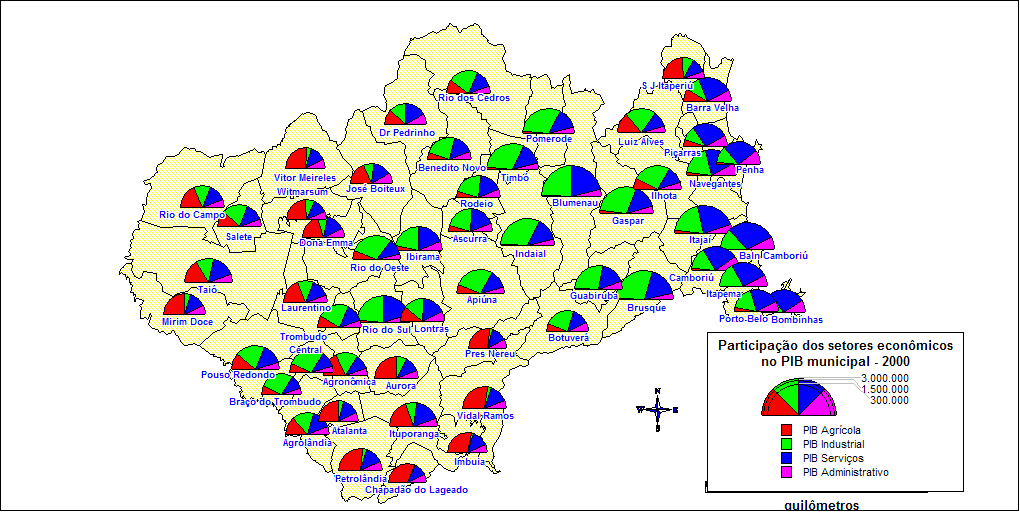 S J Itaperiú
Rio dos Cedros
Barra Velha
Dr Pedrinho
Pomerode
Luiz Alves
Piçarras
Benedito Novo
Penha
Vitor Meireles
Timbó
Navegantes
José Boiteux
Witmarsum
Ilhota
Rodeio
Blumenau
Rio do Campo
Gaspar
Salete
Ascurra
Itajaí
Dona Emma
Indaial
Baln Camboriú
Ibirama
Rio do Oeste
Camboriú
Taió
Itapema
Guabiruba
Apiúna
Laurentino
Brusque
Mirim Doce
Porto Belo
Bombinhas
Rio do Sul
Lontras
Trombudo
Central
Botuverá
Pres Nereu
Pouso Redondo
Agronômica
Aurora
Braço do Trombudo
Vidal Ramos
Atalanta
Ituporanga
Agrolândia
Imbuia
Petrolândia
Chapadão do Lageado
N
W
E
S
Participação dos setores econômicos
no PIB municipal - 2000
3.000.000
1.500.000
300.000
PIB Agrícola
PIB Industrial
PIB Serviços
PIB Administrativo
quilômetros